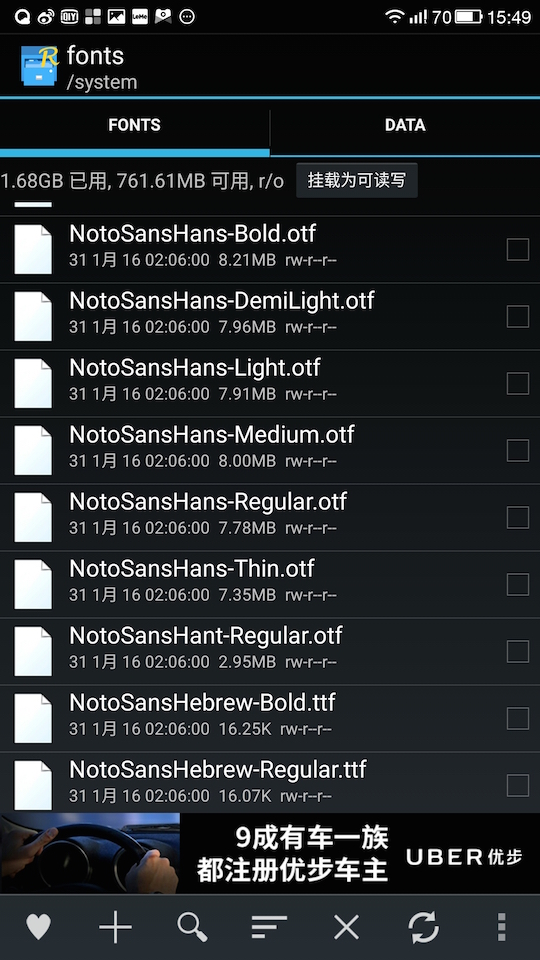 70 15:49
fonts
/system
FONTS
DATA
1.68GB 已用, 761.61MB 可用, r/o 挂载为可读写
NotoSansHans-Bold.otf
31 1月 16 02:06:00 8.21MB rw-r--r--
NotoSansHans-DemiLight.otf
31 1月 16 02:06:00 7.96MB rw-r--r--
NotoSansHans-Light.otf
31 1月 16 02:06:00 7.91MB rw-r--r--
NotoSansHans-Medium.otf
31 1月 16 02:06:00 8.00MB rw-r--r--
NotoSansHans-Regular.otf
31 1月 16 02:06:00 7.78MB rw-r--r--
NotoSansHans-Thin.otf
31 1月 16 02:06:00 7.35MB rw-r--r--
NotoSansHant-Regular.otf
31 1月 16 02:06:00 2.95MB rw-r--r--
NotoSansHebrew-Bold.ttf
31 1月 16 02:06:00 16.25K rw-r--r--
NotoSansHebrew-Regular.ttf
31 1月 16 02:06:00 16.07K rw-r--r--
9成有车一族
都注册优步车主
UBER优步